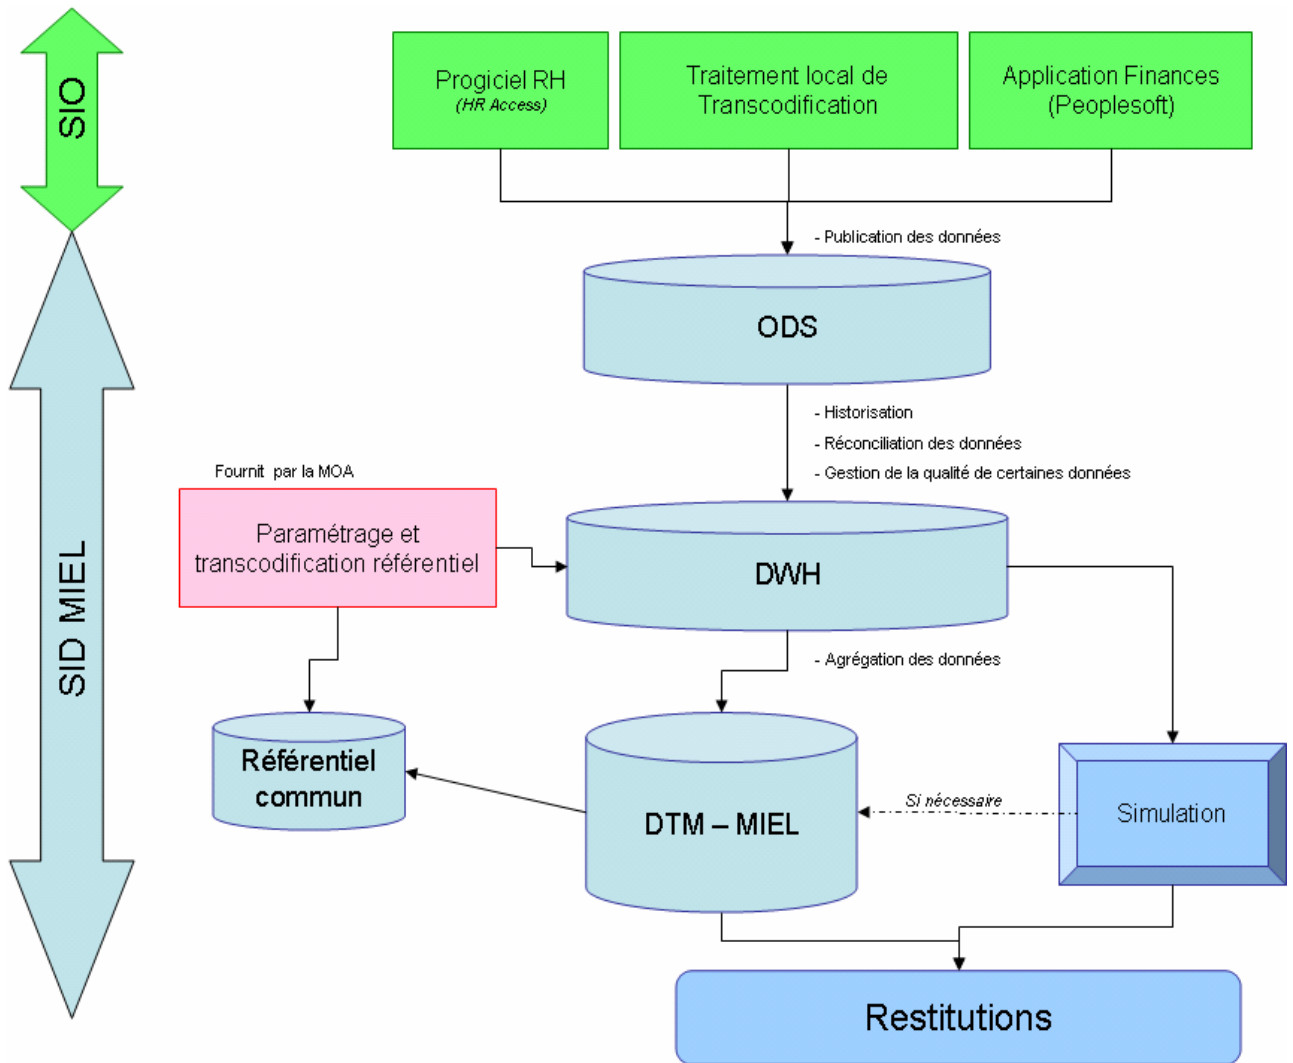 SIO
Progiciel RH
(HR Access)
Traitement local de
Transcodification
Application Finances
(Peoplesoft)
- Publication des données
ODS
- Historisation
- Réconciliation des données
- Gestion de la qualité de certaines données
Fournit par la MOA
Paramétrage et
transcodification référentiel
DWH
SID MIEL
- Agrégation des données
Référentiel
commun
DTM – MIEL
Si nécessaire
Simulation
Restitutions